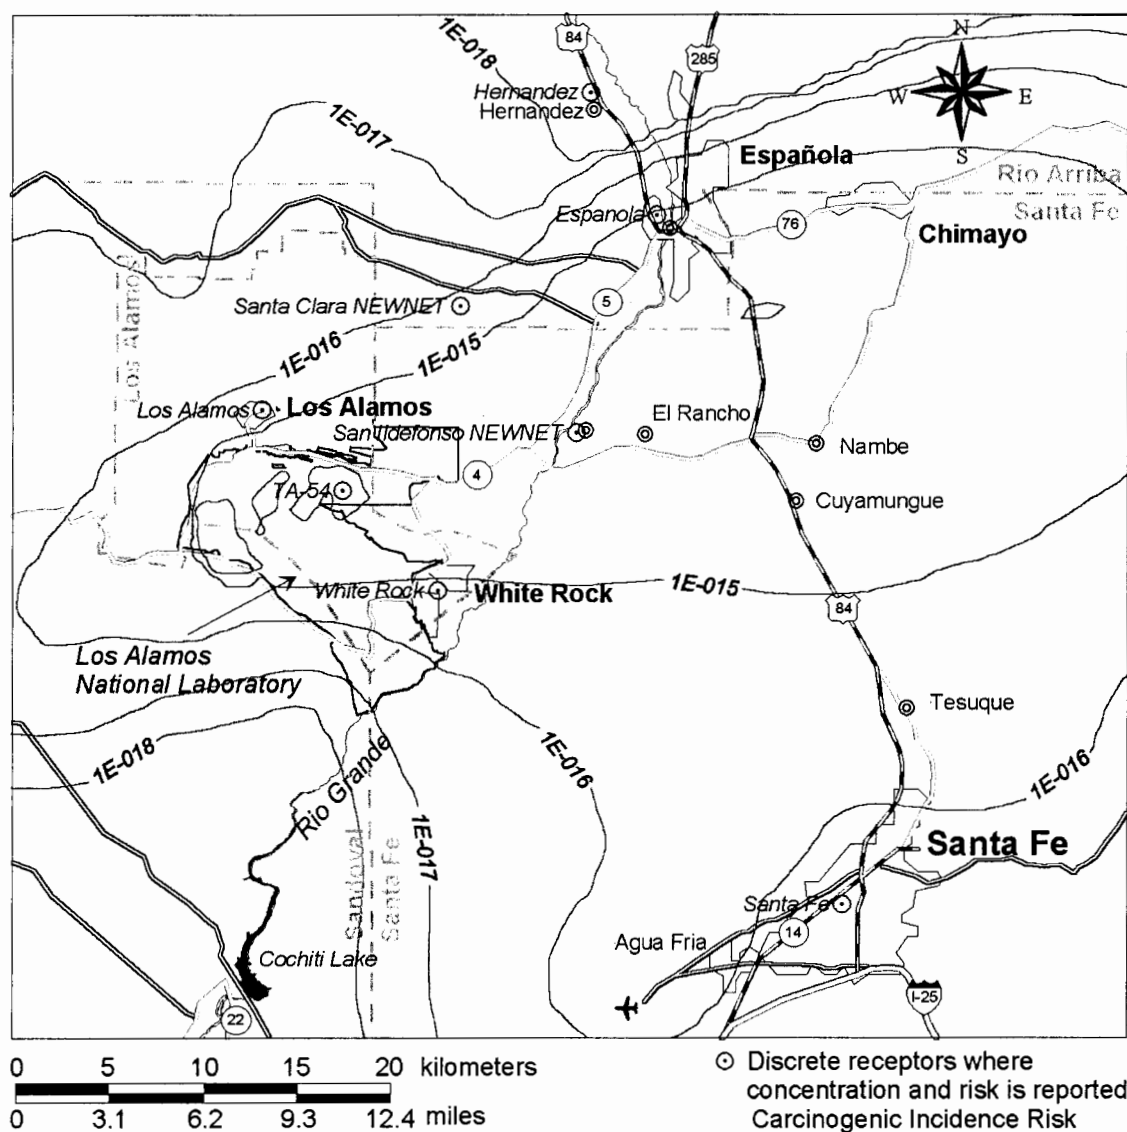 1E-018
84
285
N
W
E
S
Hernandez
Hernandez
1E-017
Española
Rio Arriba
Santa Fe
Espanola
76
Chimayo
Los Alamos
Santa Clara NEWNET
5
1E-016
1E-015
Los Alamos
Los Alamos
El Rancho
San Ildefonso NEWNET
Nambe
4
TA-54
Cuyamungue
White Rock
White Rock
1E-015
84
Los Alamos
National Laboratory
Tesuque
1E-018
Rio Grande
1E-016
1E-016
1E-017
Sandoval
Santa Fe
Santa Fe
Santa Fe
14
Agua Fria
Cochiti Lake
I-25
22
0 5 10 15 20 kilometers
0 3.1 6.2 9.3 12.4 miles
Discrete receptors where
concentration and risk is reported
Carcinogenic Incidence Risk